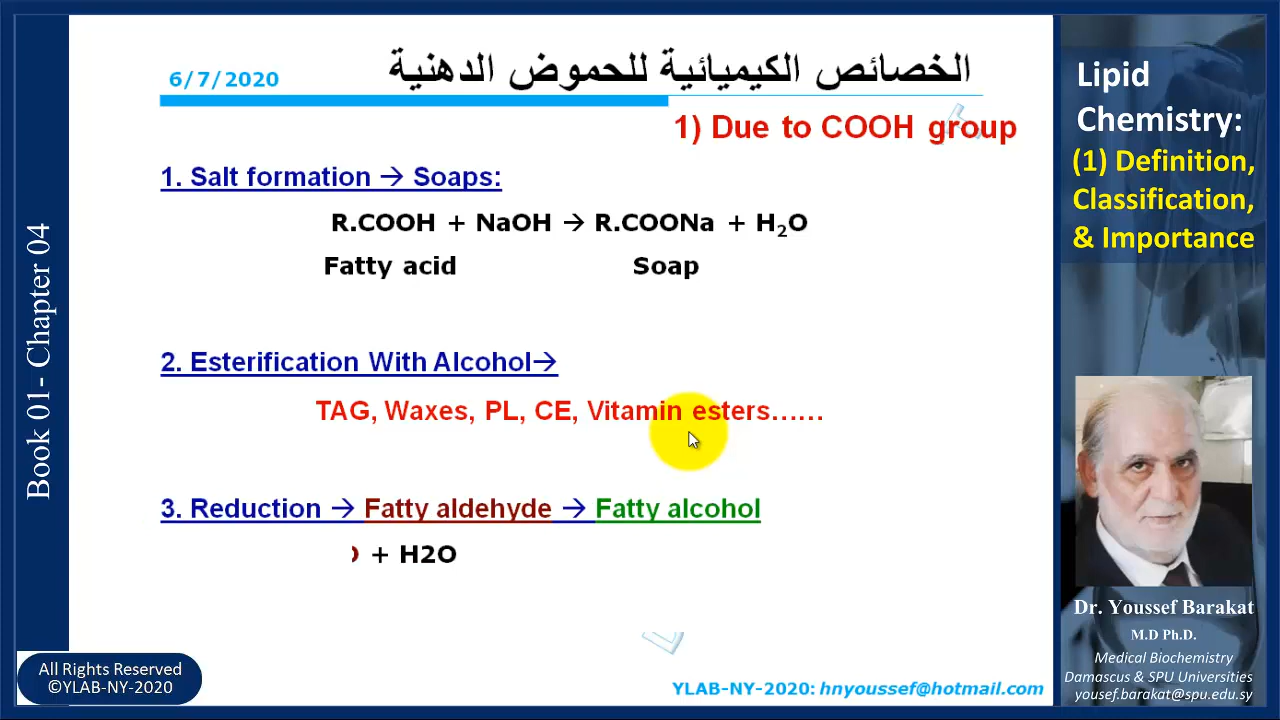 Book 01- Chapter 04
6/7/2020
الخصائص الكيميائية للحموض الدهنية
1) Due to COOH group
1. Salt formation → Soaps:
R.COOH + NaOH → R.COONa + H₂O
Fatty acid Soap
2. Esterification With Alcohol→
TAG, Waxes, PL, CE, Vitamin esters......
3. Reduction → Fatty aldehyde → Fatty alcohol
+ H2O
All Rights Reserved
©YLAB-NY-2020
YLAB-NY-2020: hnyoussef@hotmail.com
Lipid
Chemistry:
(1) Definition,
Classification,
& Importance
Dr. Youssef Barakat
M.D Ph.D.
Medical Biochemistry
Damascus & SPU Universities
yousef.barakat@spu.edu.sy